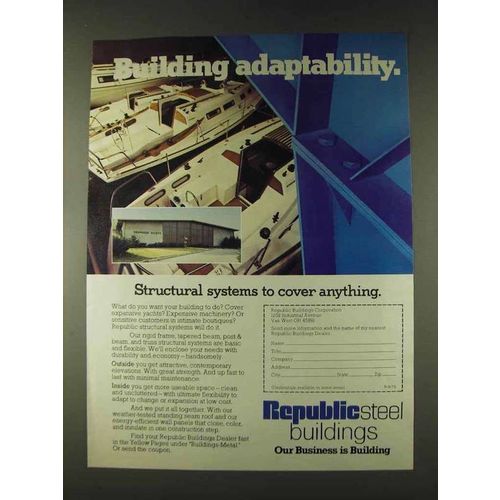 Building adaptability.
Structural systems to cover anything.
What do you want your building to do? Cover
expensive yachts? Expensive machinery? Or
sensitive customers in intimate boutiques?
Republic structural systems will do it.
Our rigid frame, tapered beam, post &
beam, and truss structural systems are basic
and flexible. We'll enclose your needs with
durability and economy—handsomely.
Outside you get attractive, contemporary
elevations. With great strength. And up fast to
last with minimal maintenance.
Inside you get more useable space—clean
and uncluttered—with ultimate flexibility to
adapt to change or expansion at low cost.
And we put it all together. With our
weather-tested standing seam roof and our
energy-efficient wall panels that close, color,
and insulate in one construction step.
Find your Republic Buildings Dealer fast in
the Yellow Pages under "Buildings-Metal."
Or send the coupon.
Republic Buildings Corporation
Industrial Avenue
Van Wert OH 45891
Send more information and the name of my nearest
Republic Buildings Dealer.
Name
Title
Company
Address
City State Zip
Republicsteel
buildings
Our Business is Building